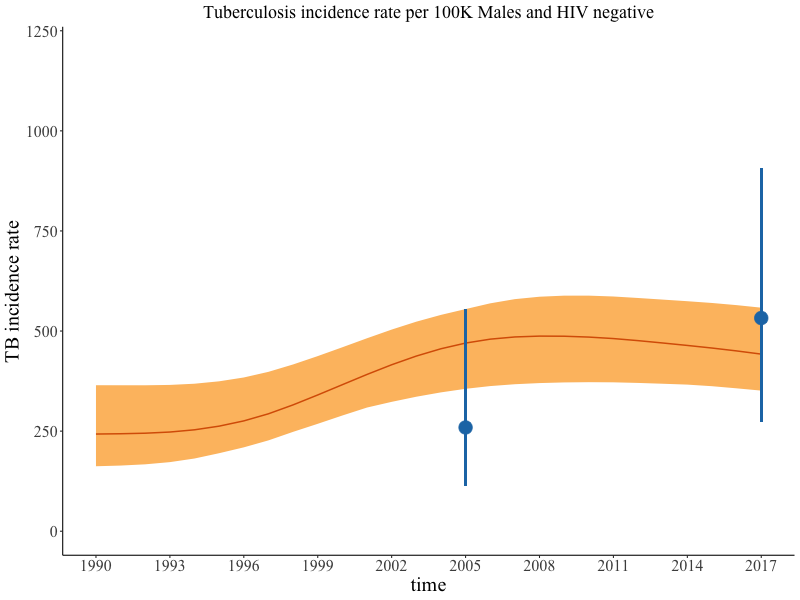 Tuberculosis incidence rate per 100K Males and HIV negative
TB incidence rate
1250
1000
750
500
250
0
1990 1993 1996 1999 2002 2005 2008 2011 2014 2017
time